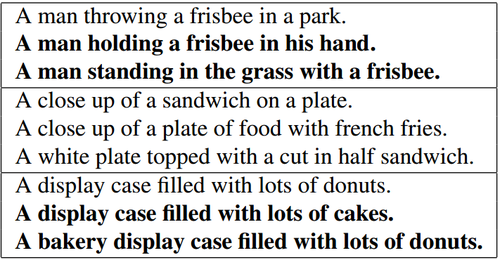 A man throwing a frisbee in a park.
A man holding a frisbee in his hand.
A man standing in the grass with a frisbee.
A close up of a sandwich on a plate.
A close up of a plate of food with french fries.
A white plate topped with a cut in half sandwich.
A display case filled with lots of donuts.
A display case filled with lots of cakes.
A bakery display case filled with lots of donuts.